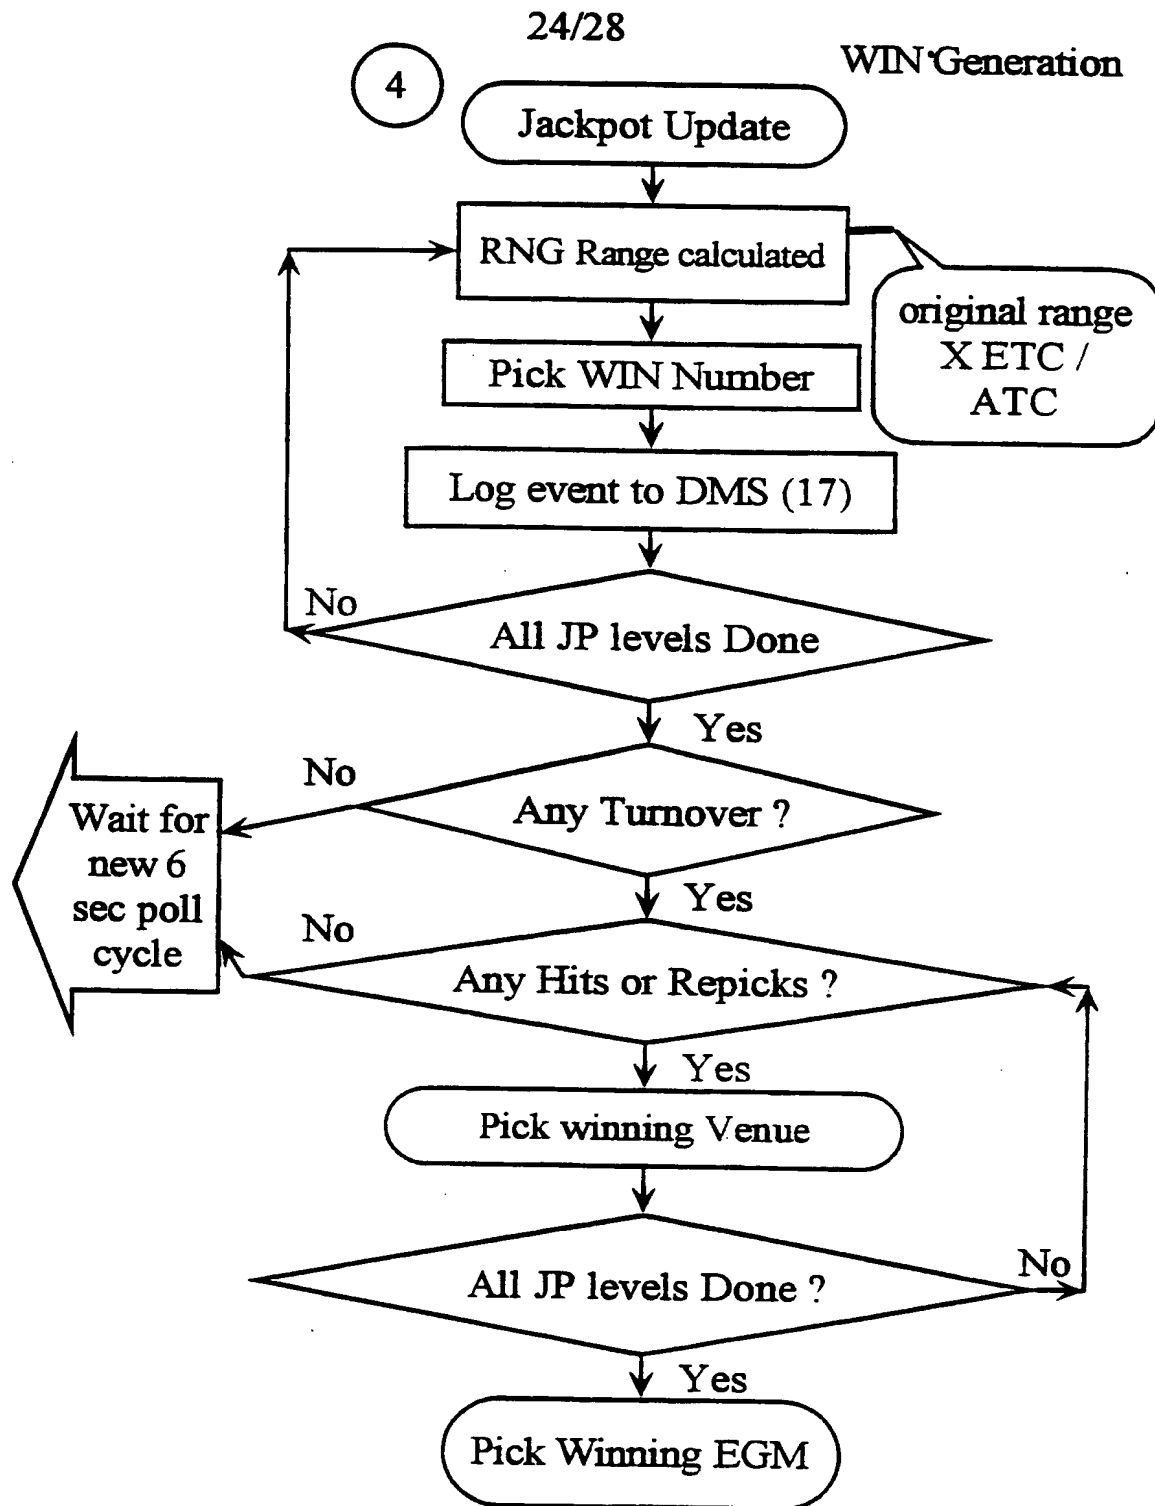 24/28
WIN Generation
4
Jackpot Update
RNG Range calculated
original range
X ETC /
ATC
Pick WIN Number
Log event to DMS (17)
No
All JP levels Done
Yes
No
Any Turnover ?
Wait for
new 6
sec poll
cycle
Yes
No
Any Hits or Repicks ?
Yes
Pick winning Venue
All JP levels Done ?
No
Yes
Pick Winning EGM